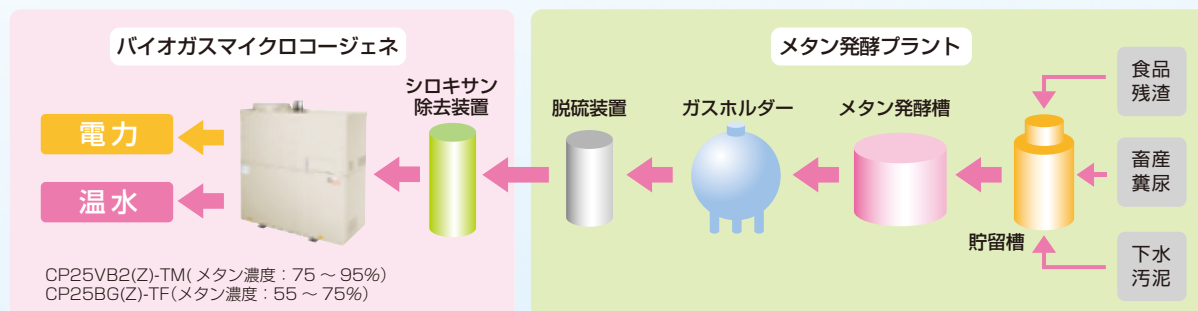 バイオガスマイクロコージェネ
メタン発酵プラント
シロキサン
除去装置
脱硫装置
ガスホルダー
メタン発酵槽
食品
残渣
電力
畜産
糞尿
温水
貯留槽
下水
汚泥
CP25VB2(Z)-TM( メタン濃度：75 ～ 95%)
CP25BG(Z)-TF(メタン濃度：55 ～ 75%)